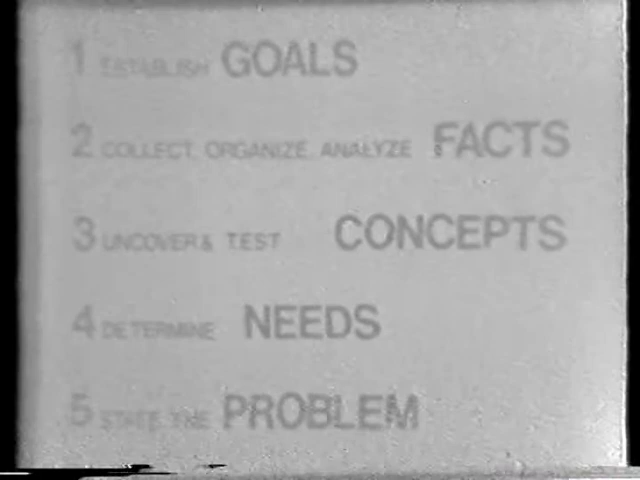 1 ESTABLISH GOALS
2 COLLECT, ORGANIZE, ANALYZE FACTS
3 UNCOVER & TEST CONCEPTS
4 DETERMINE NEEDS
5 STATE THE PROBLEM